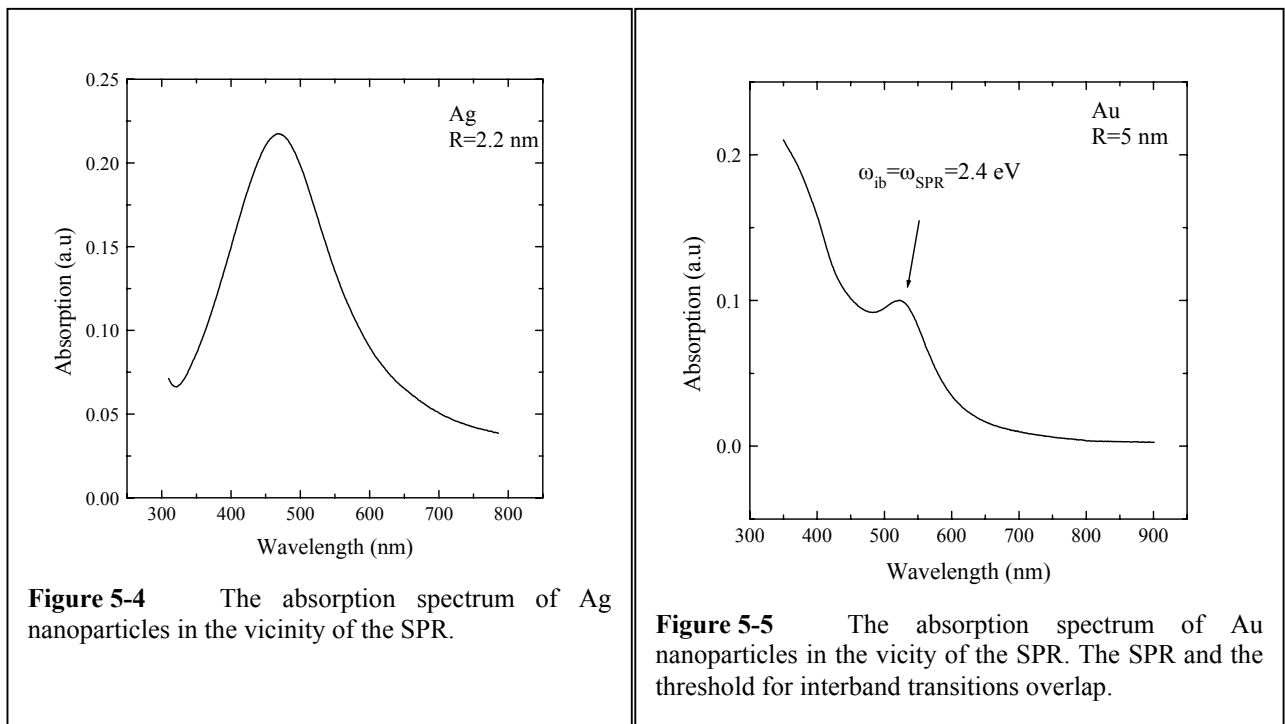 0.25
0.20
0.15
0.10
0.05
0.00
Absorption (a.u)
Ag
R=2.2 nm
300 400 500 600 700 800
Wavelength (nm)
Figure 5-4 The absorption spectrum of Ag
nanoparticles in the vicinity of the SPR.
0.2
0.1
0.0
Absorption (a.u)
Au
R=5 nm
ω_ib=ω_SPR=2.4 eV
300 400 500 600 700 800 900
Wavelength (nm)
Figure 5-5 The absorption spectrum of Au
nanoparticles in the vicity of the SPR. The SPR and the
threshold for interband transitions overlap.